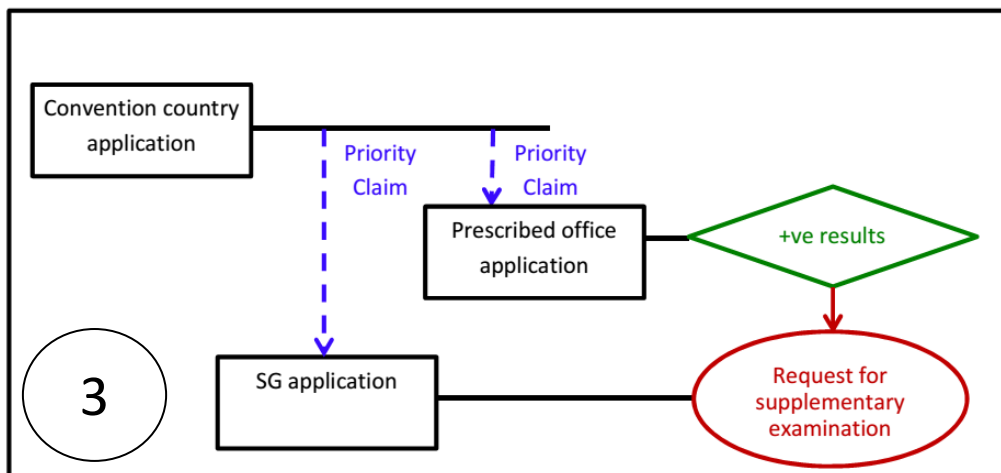 Convention country
application
Priority
Claim
Priority
Claim
Prescribed office
application
+ve results
SG application
Request for
supplementary
examination
3